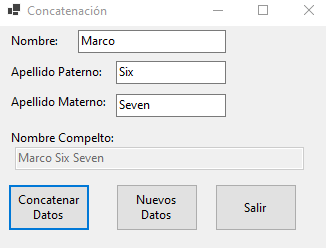 Concatenación
Nombre: Marco
Apellido Paterno: Six
Apellido Materno: Seven
Nombre Compelto:
Marco Six Seven
Concatenar Datos
Nuevos Datos
Salir